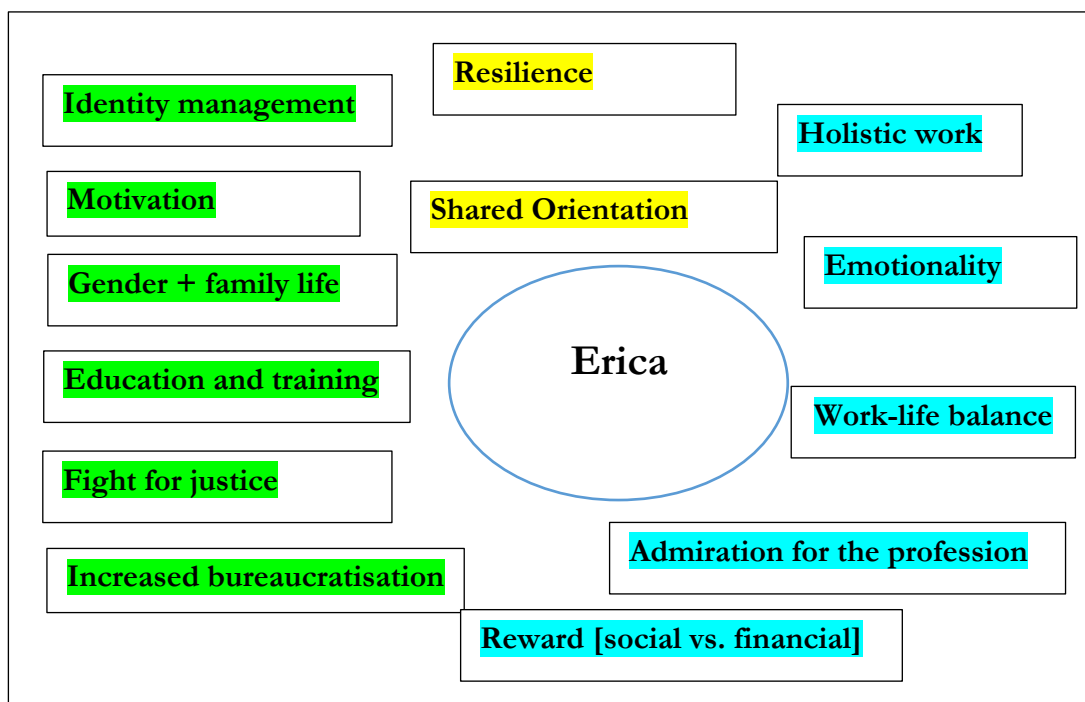 Resilience
Identity management
Holistic work
Motivation
Shared Orientation
Gender + family life
Emotionality
Erica
Education and training
Work-life balance
Fight for justice
Admiration for the profession
Increased bureaucratisation
Reward [social vs. financial]